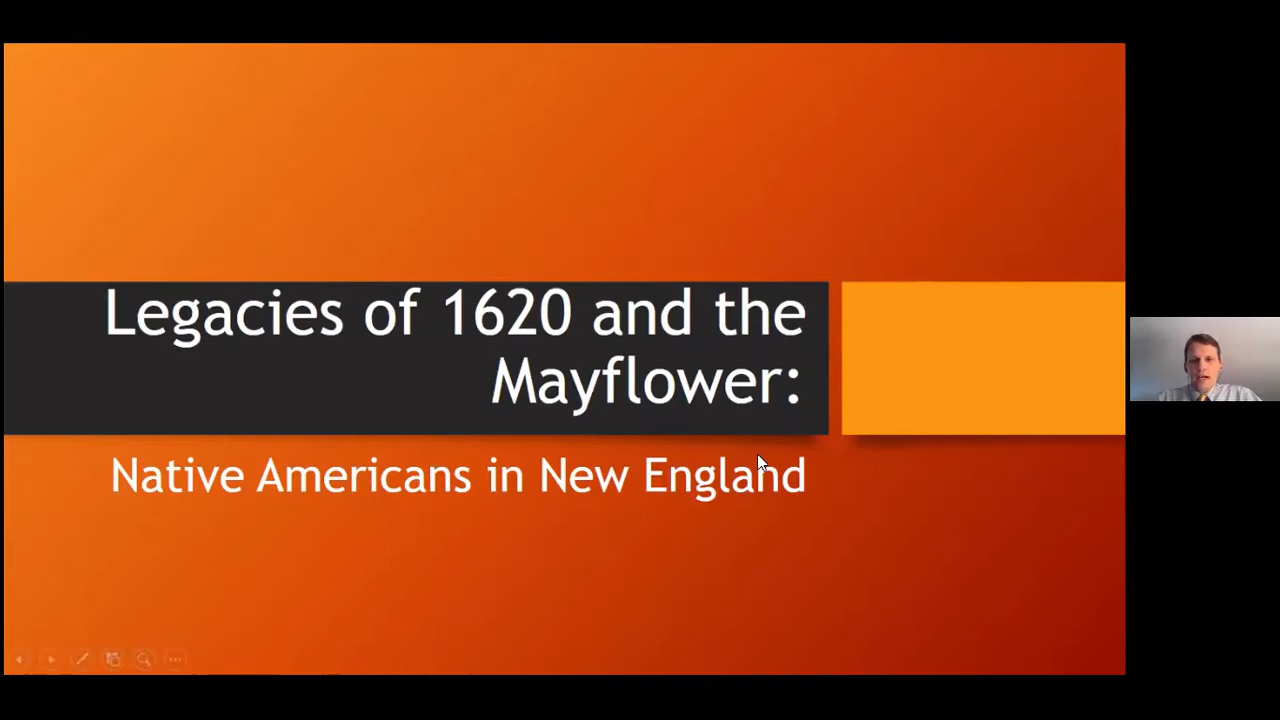 Legacies of 1620 and the
Mayflower:
Native Americans in New England